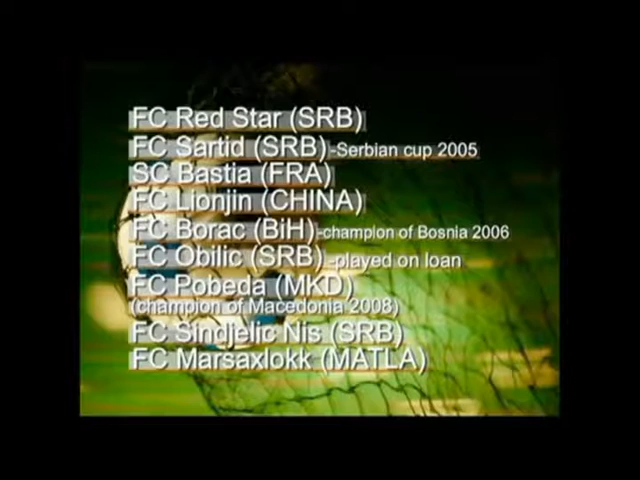 FC Red Star (SRB)
FC Sartid (SRB)-Serbian cup 2005
SC Bastia (FRA)
FC Lionjin (CHINA)
FC Borac (BiH)-champion of Bosnia 2006
FC Obilic (SRB)-played on loan
FC Pobeda (MKD)
(champion of Macedonia 2008)
FC Sindjelic Nis (SRB)
FC Marsaxlokk (MATLA)